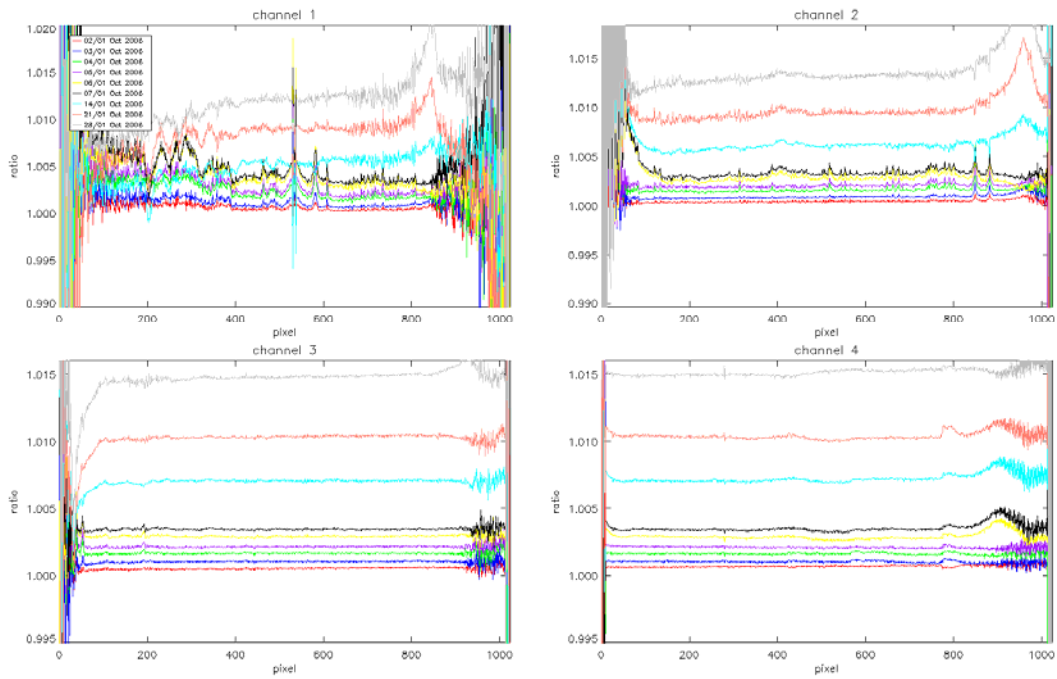 channel 1
1.020
1.015
1.010
1.005
1.000
0.995
0.990
ratio
02/01 Oct 2006
03/01 Oct 2006
04/01 Oct 2006
05/01 Oct 2006
06/01 Oct 2006
07/01 Oct 2006
14/01 Oct 2006
21/01 Oct 2006
28/01 Oct 2006
0 200 400 600 800 1000
pixel
channel 2
1.015
1.010
1.005
1.000
0.995
0.990
ratio
0 200 400 600 800 1000
pixel
channel 3
1.015
1.010
1.005
1.000
0.995
ratio
0 200 400 600 800 1000
pixel
channel 4
1.015
1.010
1.005
1.000
0.995
ratio
0 200 400 600 800 1000
pixel